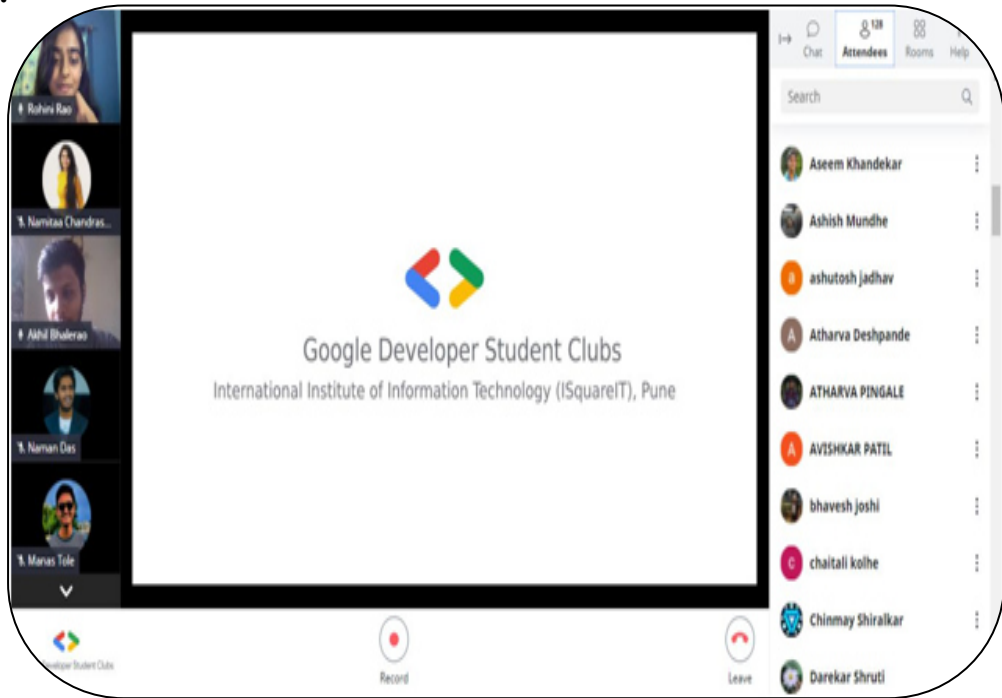 Rohini Rao
Namitaa Chandras...
Akhil Bhalerao
Naman Das
Manas Tole
Google Developer Student Clubs
International Institute of Information Technology (ISquareIT), Pune
Developer Student Clubs
Record
Leave
128
Chat
Attendees
Rooms
Help
Search
Aseem Khandekar
Ashish Mundhe
a
ashutosh jadhav
A
Atharva Deshpande
ATHARVA PINGALE
A
AVISHKAR PATIL
bhavesh joshi
c
chaitali kolhe
Chinmay Shiralkar
Darekar Shruti